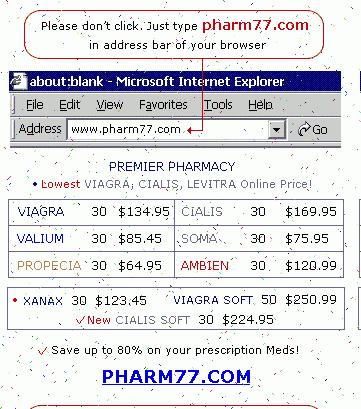 Please don't click. Just type pharm77.com
in address bar of your browser
about:blank - Microsoft Internet Explorer
File Edit View Favorites Tools Help
Address www.pharm77.com Go
PREMIER PHARMACY
• Lowest VIAGRA, CIALIS, LEVITRA Online Price!
VIAGRA 30 $134.95 CIALIS 30 $169.95
VALIUM 30 $85.45 SOMA 30 $75.95
PROPECIA 30 $64.95 AMBIEN 30 $120.99
• XANAX 30 $123.45 VIAGRA SOFT 50 $250.99
✓New CIALIS SOFT 30 $224.95
✓ Save up to 80% on your prescription Meds!
PHARM77.COM